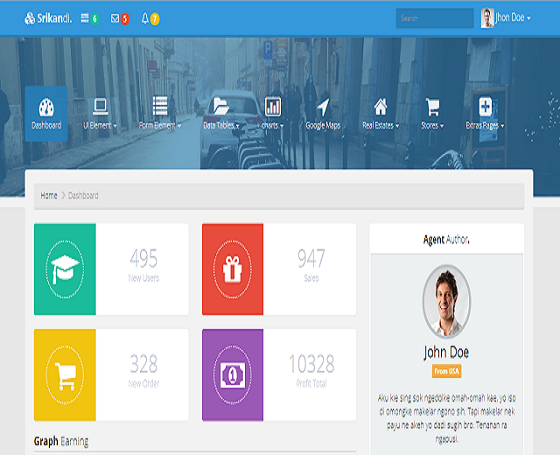 Srikandi.
6
5
7
Search
Jhon Doe
Dashboard
UI Element
Form Element
Data Tables
charts
Google Maps
Real Estates
Stores
Extras Pages
Home > Dashboard
495
New Users
947
Sales
328
New Order
10328
Profit Total
Agent Author.
John Doe
from USA
Aku kie sing sok ngedolke omah-omah kae, yo iso
di omongke makelar ngono sih. Tapi makelar nek
payu ne akeh yo dadi sugih bro. Tenanan ra
ngapusi.
Graph Earning